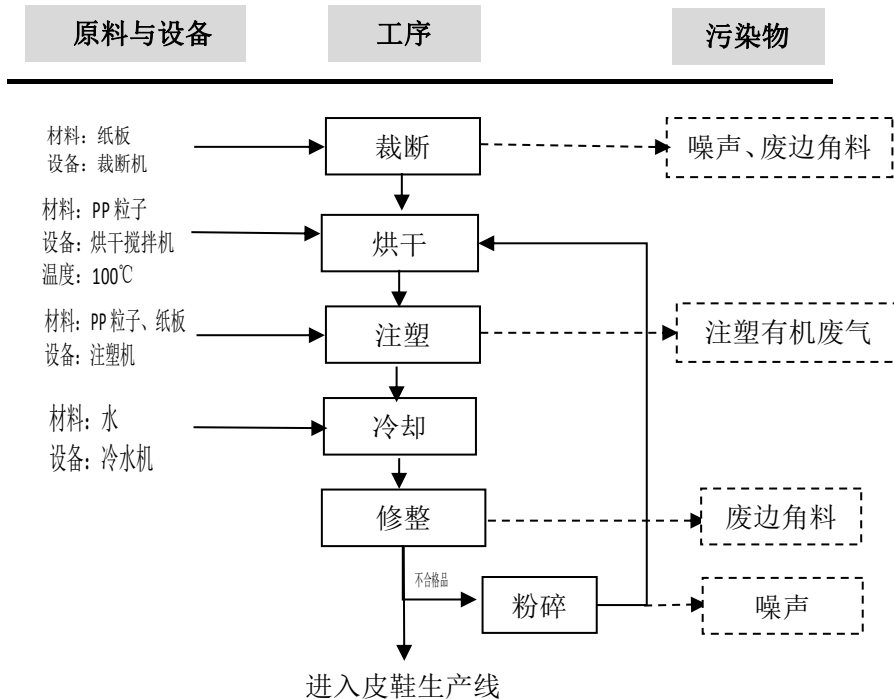 原料与设备
工序
污染物
材料：纸板
设备：裁断机
裁断
噪声、废边角料
材料：PP 粒子
设备：烘干搅拌机
温度：100℃
烘干
材料：PP 粒子、纸板
设备：注塑机
注塑
注塑有机废气
材料：水
设备：冷水机
冷却
修整
废边角料
不合格品
粉碎
噪声
进入皮鞋生产线